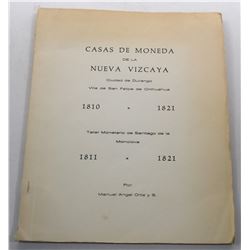 CASAS DE MONEDA
DE LA
NUEVA VIZCAYA
Ciudad de Durango
Villa de San Felipe de Chihuahua
1810 • 1821
Taller Monetario de Santiago de la
Monclova
1811 • 1821
Por:
Manuel Angel Ortiz y S.